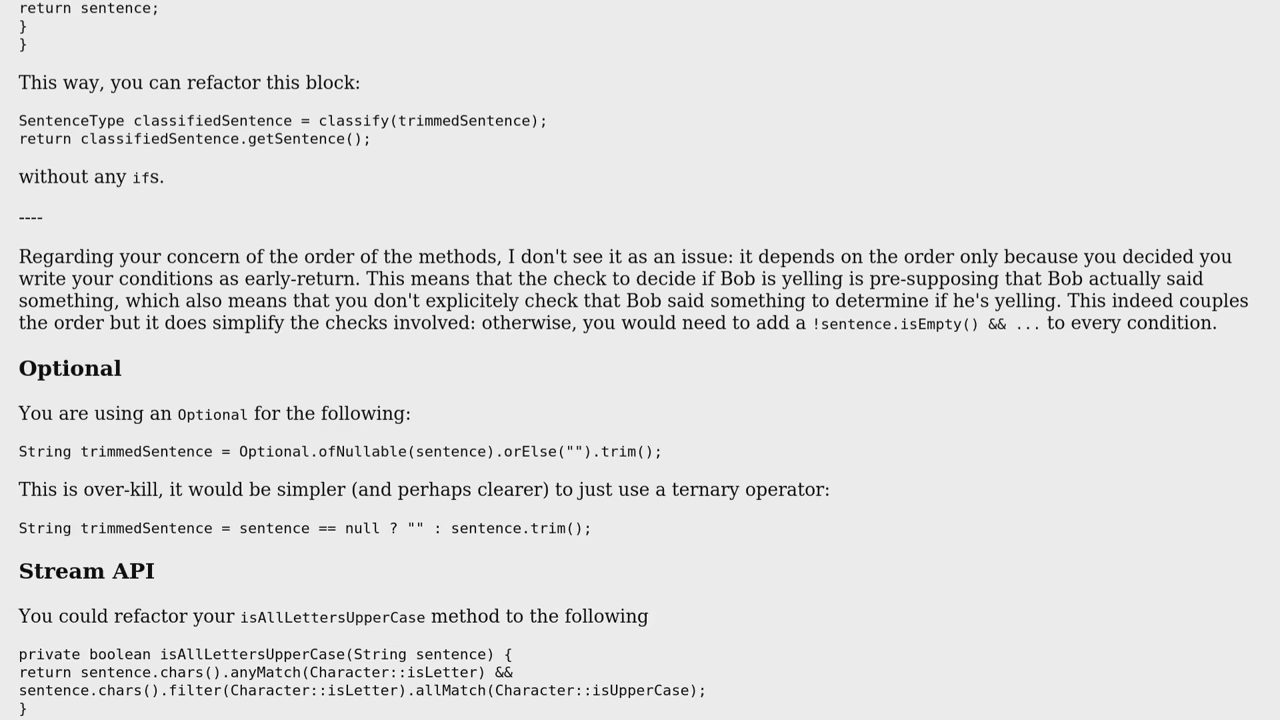 return sentence;
}
}
This way, you can refactor this block:
SentenceType classifiedSentence = classify(trimmedSentence);
return classifiedSentence.getSentence();
without any ifs.
----
Regarding your concern of the order of the methods, I don't see it as an issue: it depends on the order only because you decided you
write your conditions as early-return. This means that the check to decide if Bob is yelling is pre-supposing that Bob actually said
something, which also means that you don't explicitely check that Bob said something to determine if he's yelling. This indeed couples
the order but it does simplify the checks involved: otherwise, you would need to add a !sentence.isEmpty() && ... to every condition.
Optional
You are using an Optional for the following:
String trimmedSentence = Optional.ofNullable(sentence).orElse("").trim();
This is over-kill, it would be simpler (and perhaps clearer) to just use a ternary operator:
String trimmedSentence = sentence == null ? "" : sentence.trim();
Stream API
You could refactor your isAllLettersUpperCase method to the following
private boolean isAllLettersUpperCase(String sentence) {
return sentence.chars().anyMatch(Character::isLetter) &&
sentence.chars().filter(Character::isLetter).allMatch(Character::isUpperCase);
}